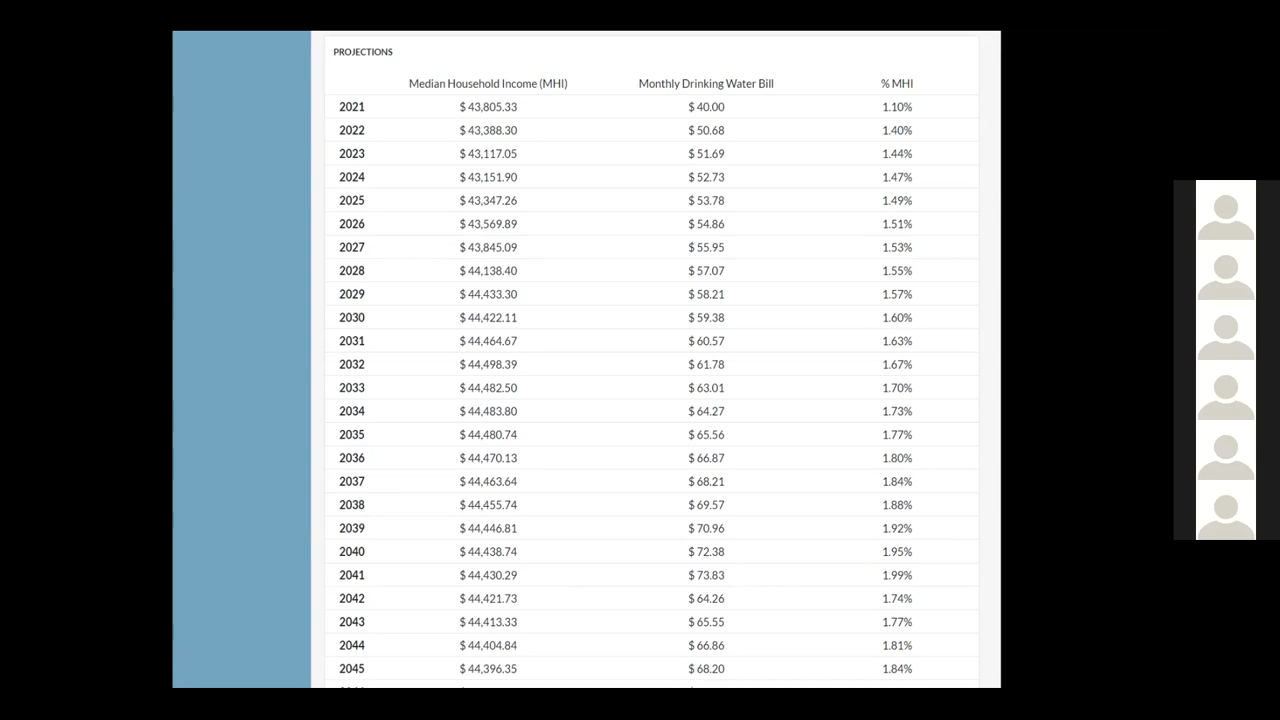 PROJECTIONS
Median Household Income (MHI) Monthly Drinking Water Bill % MHI
2021 $ 43,805.33 $ 40.00 1.10%
2022 $ 43,388.30 $ 50.68 1.40%
2023 $ 43,117.05 $ 51.69 1.44%
2024 $ 43,151.90 $ 52.73 1.47%
2025 $ 43,347.26 $ 53.78 1.49%
2026 $ 43,569.89 $ 54.86 1.51%
2027 $ 43,845.09 $ 55.95 1.53%
2028 $ 44,138.40 $ 57.07 1.55%
2029 $ 44,433.30 $ 58.21 1.57%
2030 $ 44,422.11 $ 59.38 1.60%
2031 $ 44,464.67 $ 60.57 1.63%
2032 $ 44,498.39 $ 61.78 1.67%
2033 $ 44,482.50 $ 63.01 1.70%
2034 $ 44,483.80 $ 64.27 1.73%
2035 $ 44,480.74 $ 65.56 1.77%
2036 $ 44,470.13 $ 66.87 1.80%
2037 $ 44,463.64 $ 68.21 1.84%
2038 $ 44,455.74 $ 69.57 1.88%
2039 $ 44,446.81 $ 70.96 1.92%
2040 $ 44,438.74 $ 72.38 1.95%
2041 $ 44,430.29 $ 73.83 1.99%
2042 $ 44,421.73 $ 64.26 1.74%
2043 $ 44,413.33 $ 65.55 1.77%
2044 $ 44,404.84 $ 66.86 1.81%
2045 $ 44,396.35 $ 68.20 1.84%